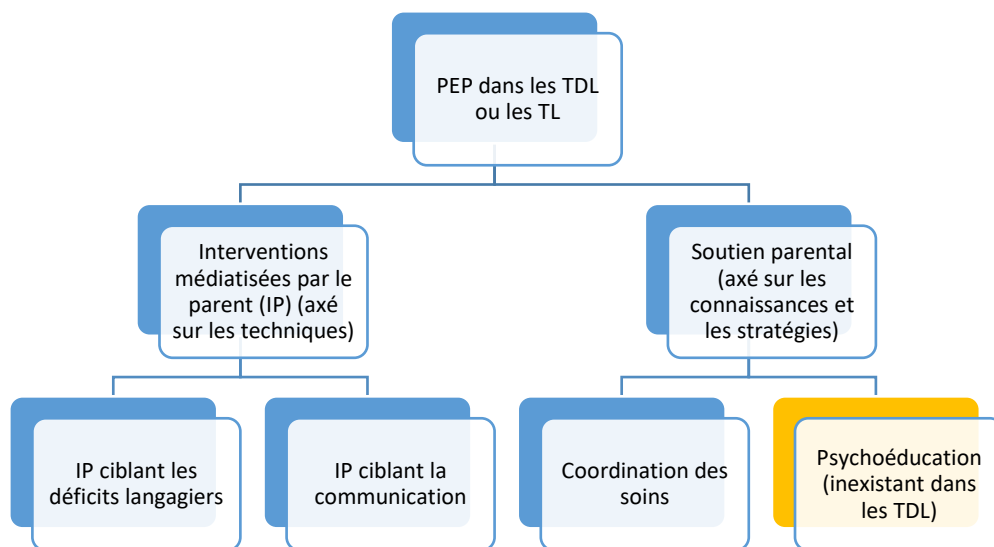 PEP dans les TDL
ou les TL
Interventions
médiatisées par le
parent (IP) (axé
sur les techniques)
Soutien parental
(axé sur les
connaissances et
les stratégies)
IP ciblant les
déficits langagiers
IP ciblant la
communication
Coordination des
soins
Psychoéducation
(inexistant dans
les TDL)